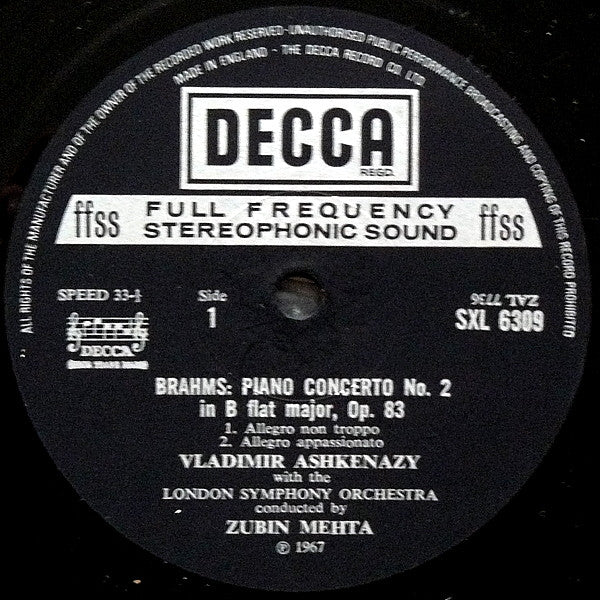 ALL RIGHTS OF THE MANUFACTURER AND OF THE OWNER OF THE RECORDED WORK RESERVED-UNAUTHORISED PUBLIC PERFORMANCE BROADCASTING AND COPYING OF THIS RECORD PROHIBITED
MADE IN ENGLAND - THE DECCA RECORD CO. LTD.
DECCA
REGD.
ffss FULL FREQUENCY STEREOPHONIC SOUND ffss
SPEED 33⅓
Side
1
ZAL 7736
SXL 6309
DECCA
BRAHMS: PIANO CONCERTO No. 2
in B flat major, Op. 83
1. Allegro non troppo
2. Allegro appassionato
VLADIMIR ASHKENAZY
with the
LONDON SYMPHONY ORCHESTRA
conducted by
ZUBIN MEHTA
℗ 1967